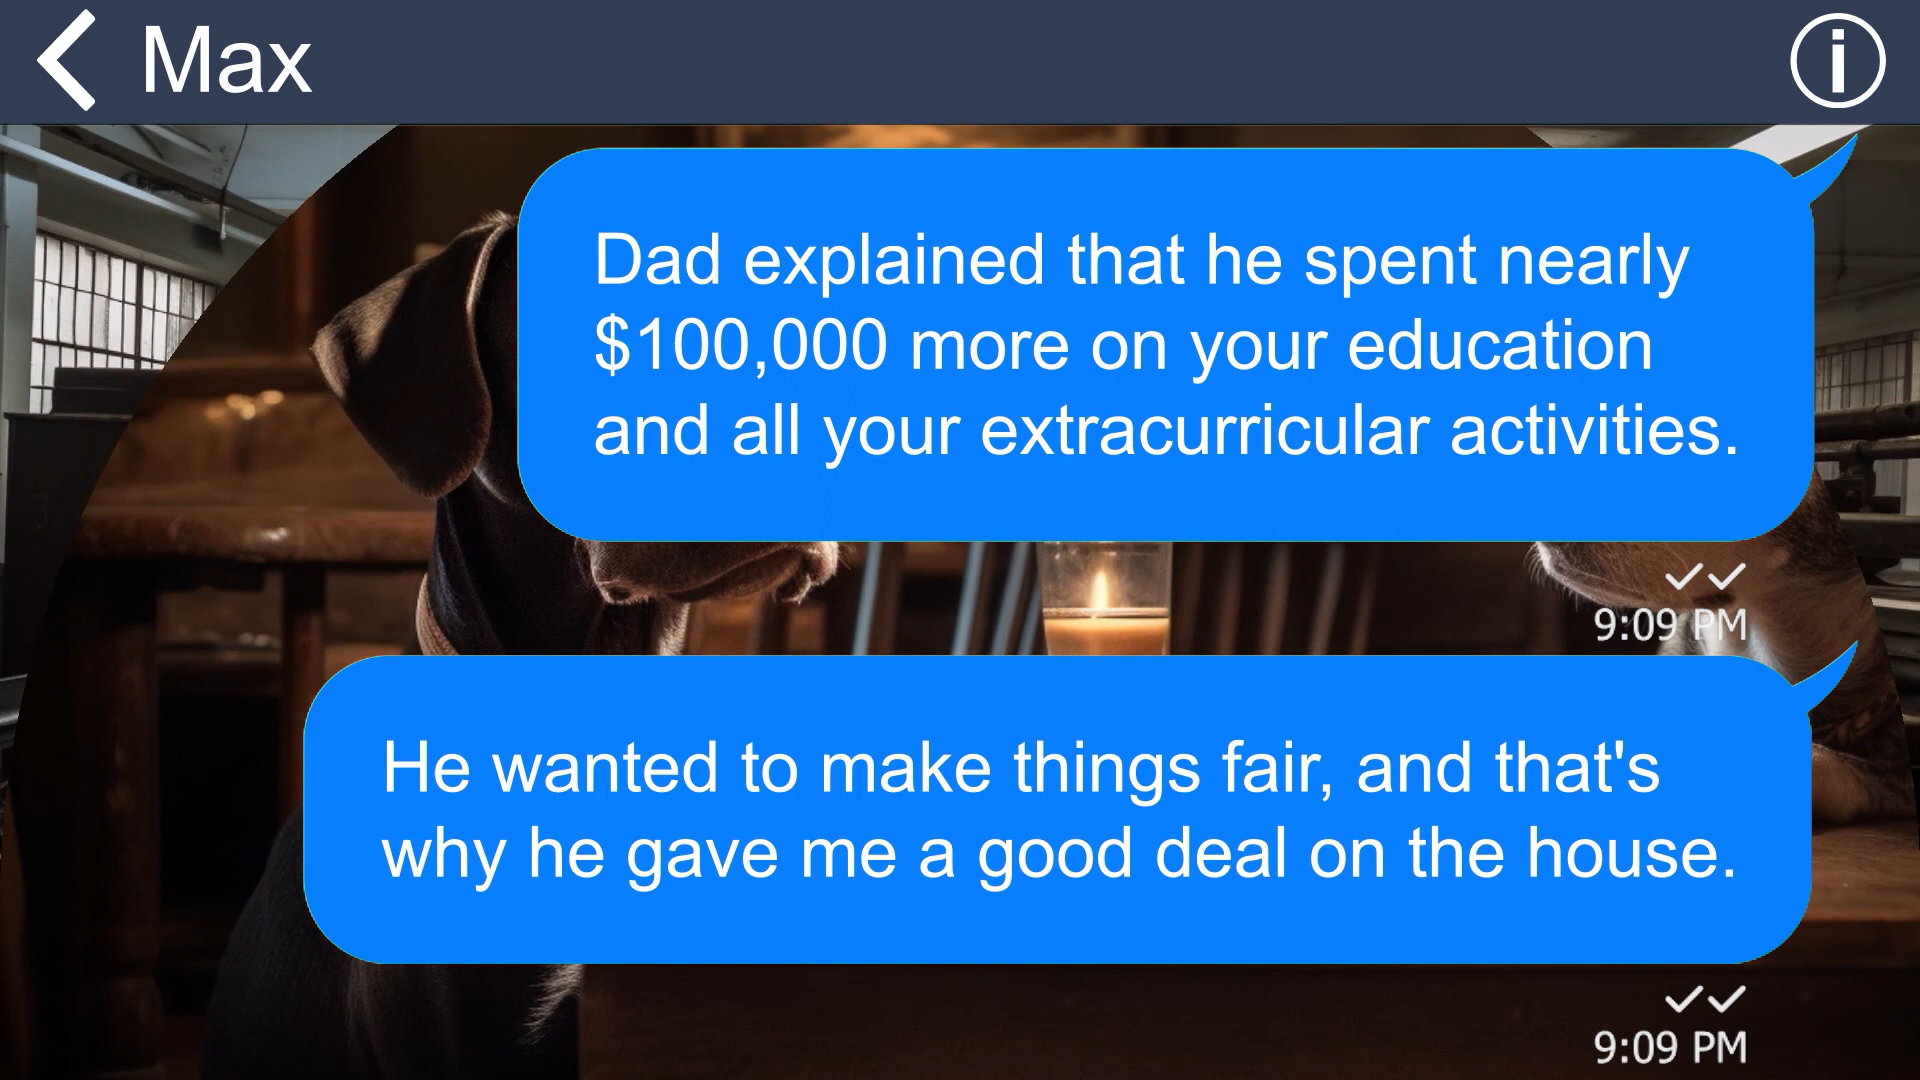 Max
Dad explained that he spent nearly
$100,000 more on your education
and all your extracurricular activities.
9:09 PM
He wanted to make things fair, and that's
why he gave me a good deal on the house.
9:09 PM